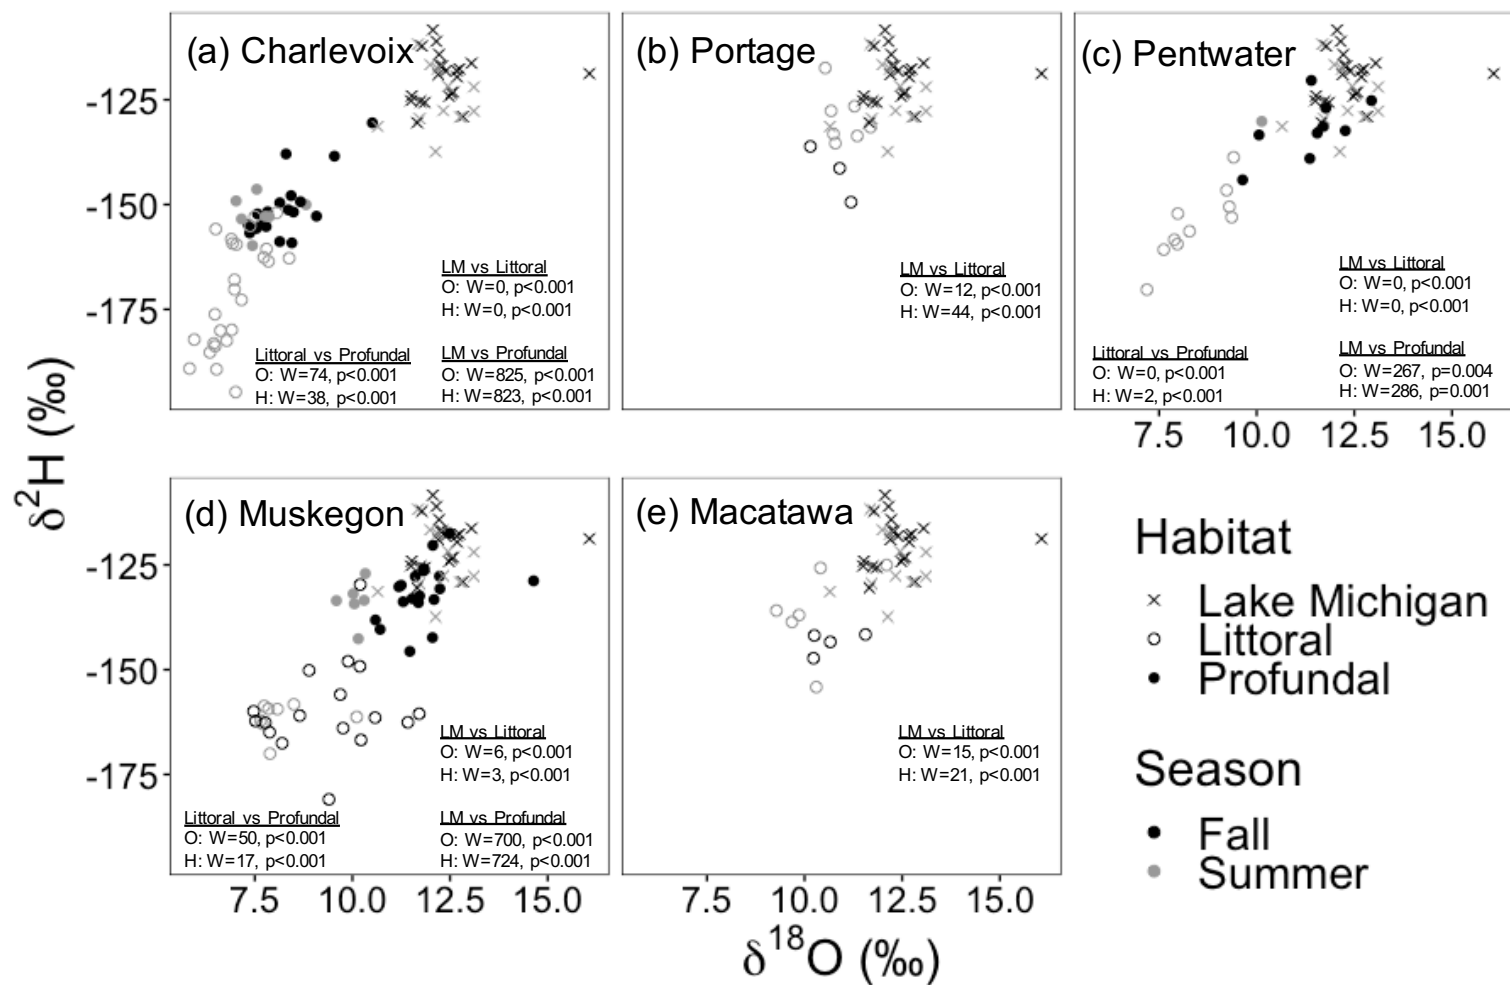 (a) Charlevoix
(b) Portage
(c) Pentwater
-125
-150
-175
LM vs Littoral
O: W=0, p<0.001
H: W=0, p<0.001
Littoral vs Profundal
O: W=74, p<0.001
H: W=38, p<0.001
LM vs Profundal
O: W=825, p<0.001
H: W=823, p<0.001
LM vs Littoral
O: W=12, p<0.001
H: W=44, p<0.001
LM vs Littoral
O: W=0, p<0.001
H: W=0, p<0.001
Littoral vs Profundal
O: W=0, p<0.001
H: W=2, p<0.001
LM vs Profundal
O: W=267, p=0.004
H: W=286, p=0.001
7.5 10.0 12.5 15.0
δ²H (‰)
(d) Muskegon
(e) Macatawa
-125
-150
-175
LM vs Littoral
O: W=6, p<0.001
H: W=3, p<0.001
Littoral vs Profundal
O: W=50, p<0.001
H: W=17, p<0.001
LM vs Profundal
O: W=700, p<0.001
H: W=724, p<0.001
LM vs Littoral
O: W=15, p<0.001
H: W=21, p<0.001
7.5 10.0 12.5 15.0
7.5 10.0 12.5 15.0
δ¹⁸O (‰)
Habitat
Lake Michigan
Littoral
Profundal
Season
Fall
Summer